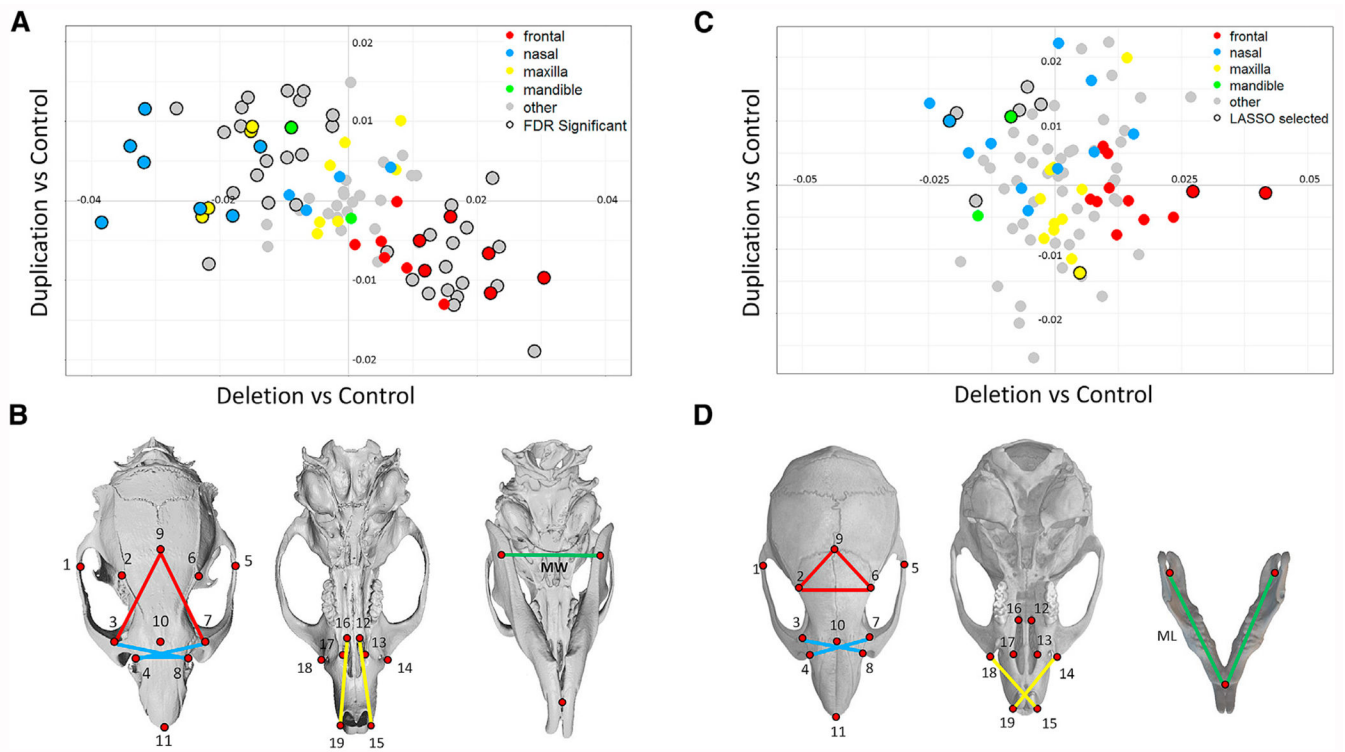 A
Duplication vs Control
0.02
0.01
-0.01
-0.02
-0.04
-0.02
0.02
0.04
frontal
nasal
maxilla
mandible
other
FDR Significant
Deletion vs Control
C
Duplication vs Control
0.02
0.01
-0.01
-0.02
-0.05
-0.025
0.025
0.05
frontal
nasal
maxilla
mandible
other
LASSO selected
Deletion vs Control
B
9
1 2 6 5
3 10 7
4 8
11
16 12
17 13
18 14
19 15
MW
D
9
1 2 6 5
3 10 7
4 8
11
16 12
17 13
18 14
19 15
ML